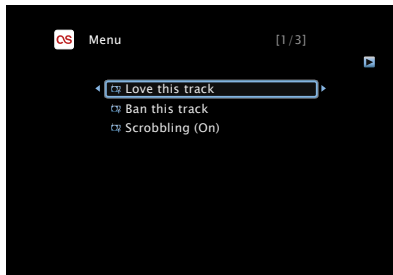 Menu [1/3]
Love this track
Ban this track
Scrobbling (On)